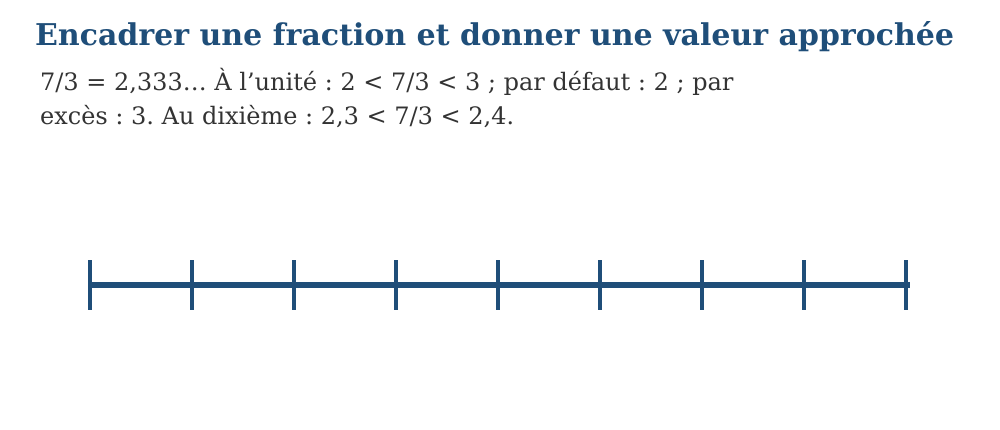 Encadrer une fraction et donner une valeur approchée
7/3 = 2,333… À l’unité : 2 < 7/3 < 3 ; par défaut : 2 ; par
excès : 3. Au dixième : 2,3 < 7/3 < 2,4.